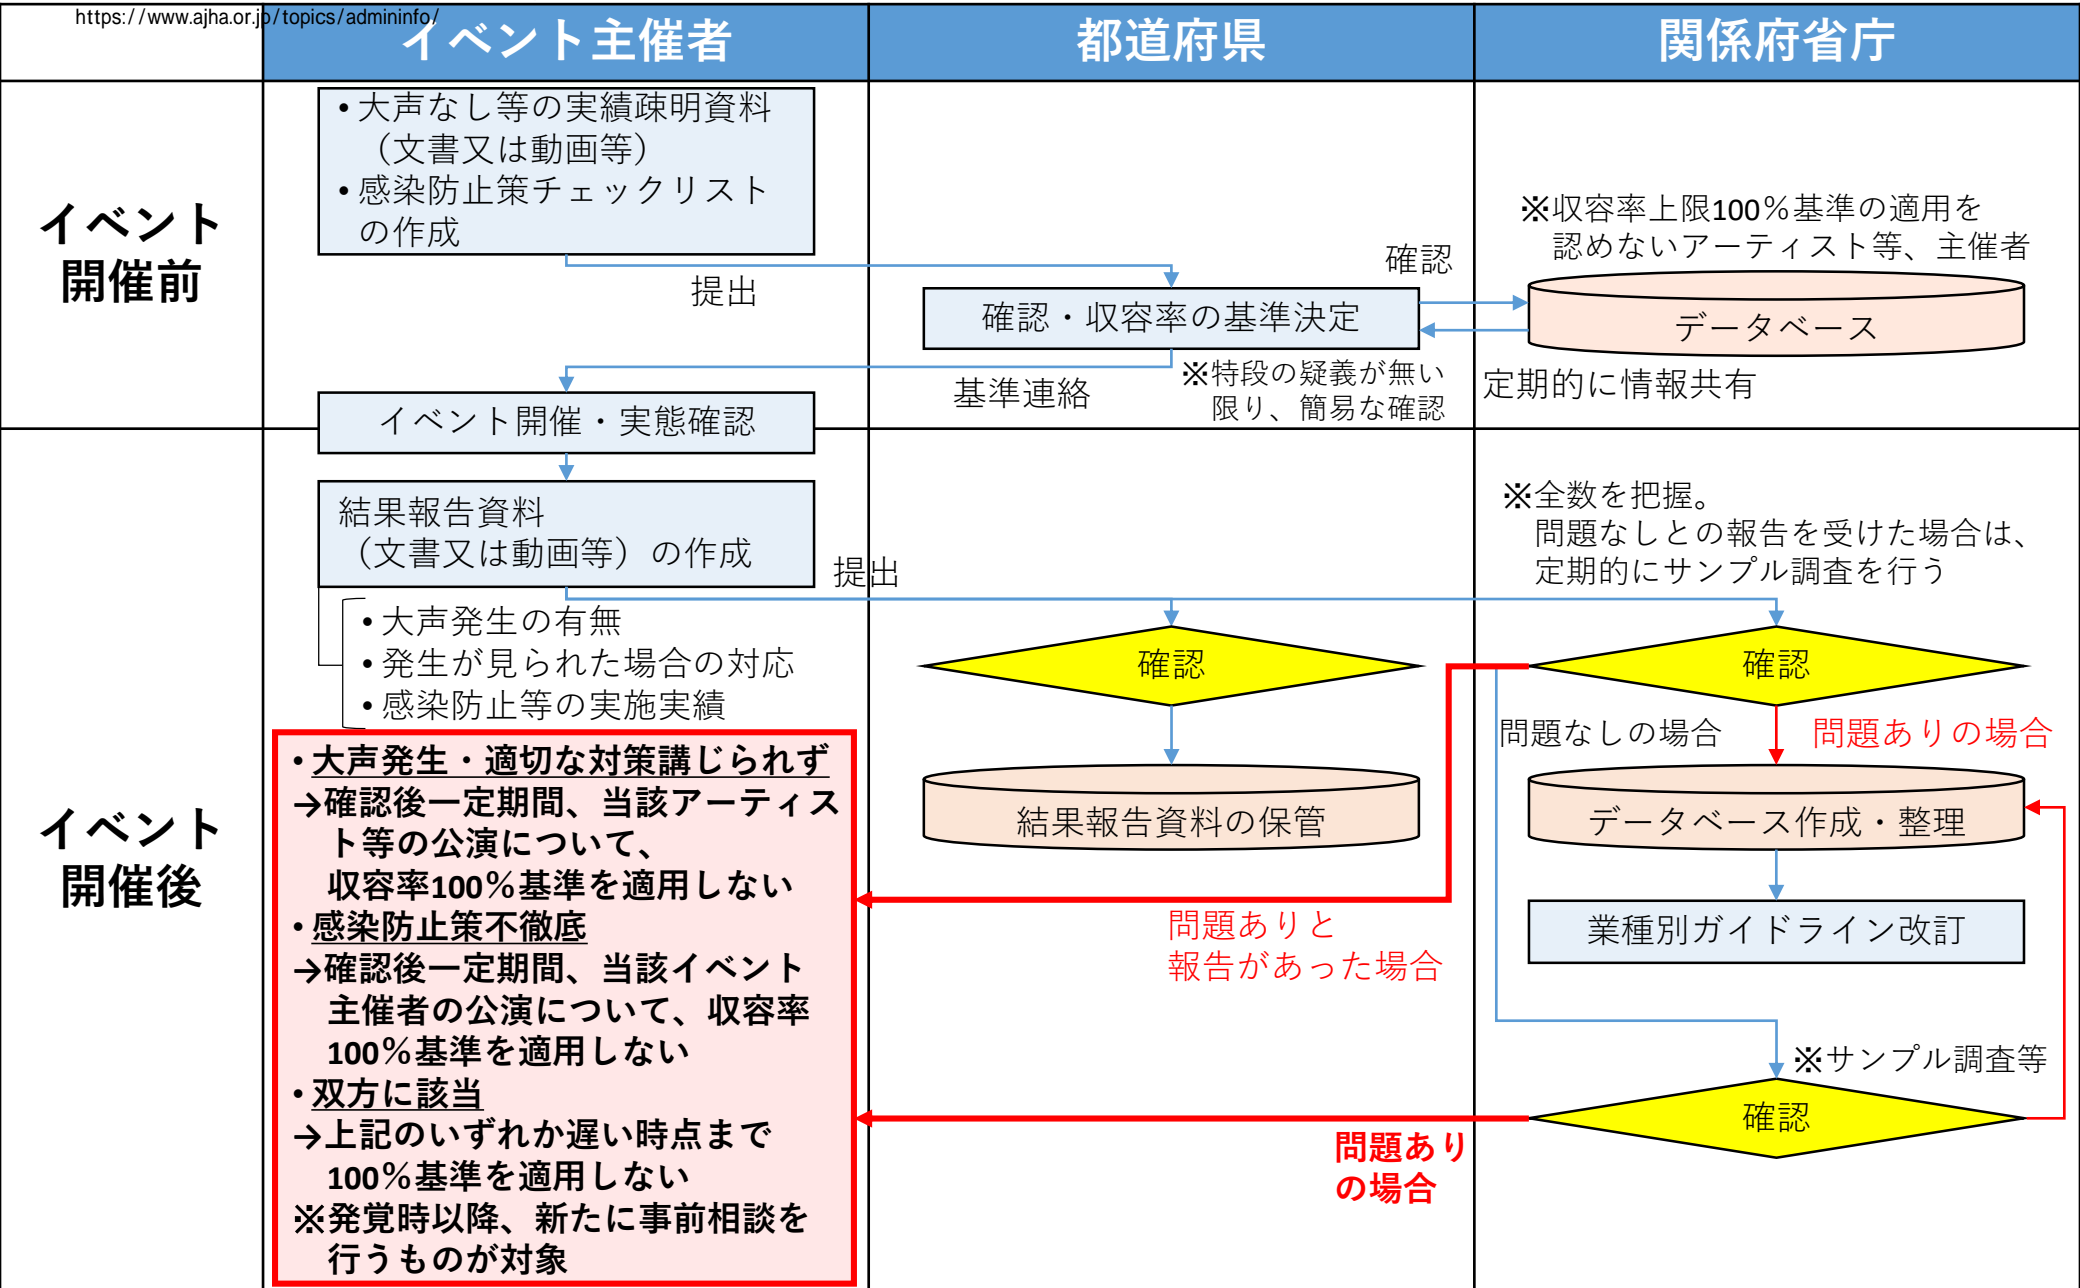 https://www.ajha.or.jp/topics/admininfo/
イベント主催者
都道府県
関係府省庁
イベント
開催前
• 大声なし等の実績疎明資料
（文書又は動画等）
• 感染防止策チェックリスト
の作成
提出
確認・収容率の基準決定
確認
※収容率上限100％基準の適用を
認めないアーティスト等、主催者
データベース
定期的に情報共有
※特段の疑義が無い
限り、簡易な確認
基準連絡
イベント開催・実態確認
イベント
開催後
結果報告資料
（文書又は動画等）の作成
提出
• 大声発生の有無
• 発生が見られた場合の対応
• 感染防止等の実施実績
※全数を把握。
問題なしとの報告を受けた場合は、
定期的にサンプル調査を行う
確認
確認
問題なしの場合
問題ありの場合
結果報告資料の保管
データベース作成・整理
業種別ガイドライン改訂
問題ありと
報告があった場合
※サンプル調査等
確認
問題あり
の場合
• 大声発生・適切な対策講じられず
→確認後一定期間、当該アーティス
ト等の公演について、
収容率100％基準を適用しない
• 感染防止策不徹底
→確認後一定期間、当該イベント
主催者の公演について、収容率
100％基準を適用しない
• 双方に該当
→上記のいずれか遅い時点まで
100％基準を適用しない
※発覚時以降、新たに事前相談を
行うものが対象